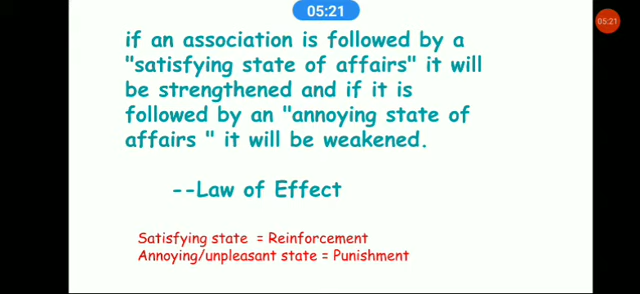 05:21
05:21
if an association is followed by a
"satisfying state of affairs" it will
be strengthened and if it is
followed by an "annoying state of
affairs " it will be weakened.
--Law of Effect
Satisfying state = Reinforcement
Annoying/unpleasant state = Punishment